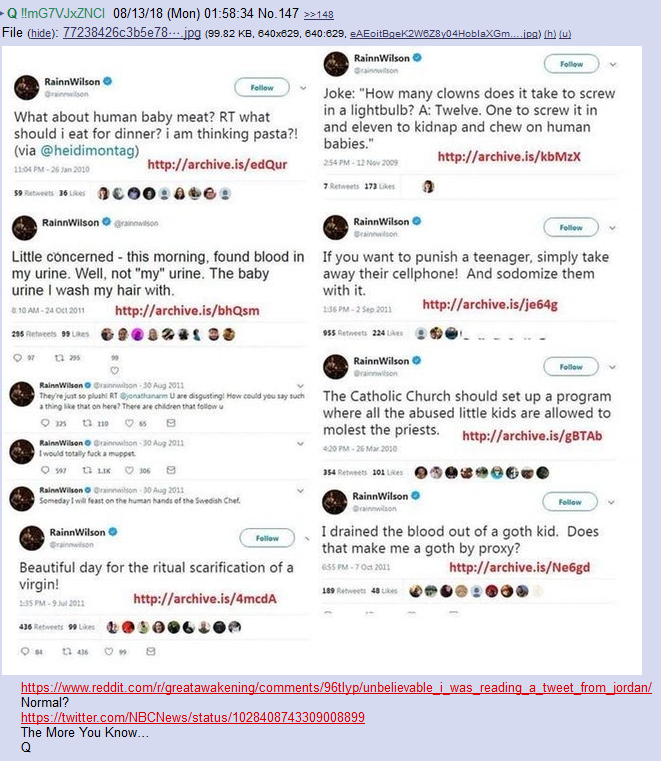 Q !!mG7VJxZNCI 08/13/18 (Mon) 01:58:34 No.147 >>148
File (hide): 77238426c3b5e78⋯.jpg (99.82 KB, 640x629, 640:629, eAEoitBqeK2W6Z8y04HoblaXGm….jpg) (h) (u)
RainnWilson
@rainnwilson
Follow
What about human baby meat? RT what
should i eat for dinner? i am thinking pasta?!
(via @heidimontag)
http://archive.is/edQur
11:04 PM - 26 Jan 2010
59 Retweets 36 Likes
RainnWilson @rainnwilson
Little concerned - this morning, found blood in
my urine. Well, not "my" urine. The baby
urine I wash my hair with.
8:10 AM - 24 Oct 2011
http://archive.is/bhQsm
295 Retweets 99 Likes
97 295 99
RainnWilson @rainnwilson · 30 Aug 2011
They're just so plush! RT @jonathanarm U are disgusting! How could you say such
a thing like that on here? There are children that follow u
325 110 65
RainnWilson @rainnwilson · 30 Aug 2011
I would totally fuck a muppet.
597 1.1K 306
RainnWilson @rainnwilson · 30 Aug 2011
Someday I will feast on the human hands of the Swedish Chef.
RainnWilson
@rainnwilson
Follow
Beautiful day for the ritual scarification of a
virgin!
1:35 PM - 9 Jul 2011
http://archive.is/4mcdA
436 Retweets 99 Likes
84 436 99
RainnWilson
@rainnwilson
Follow
Joke: "How many clowns does it take to screw
in a lightbulb? A: Twelve. One to screw it in
and eleven to kidnap and chew on human
babies."
http://archive.is/kbMzX
2:54 PM - 12 Nov 2009
7 Retweets 173 Likes
RainnWilson
@rainnwilson
Follow
If you want to punish a teenager, simply take
away their cellphone! And sodomize them
with it.
http://archive.is/je64g
1:36 PM - 2 Sep 2011
955 Retweets 224 Likes
RainnWilson
@rainnwilson
Follow
The Catholic Church should set up a program
where all the abused little kids are allowed to
molest the priests.
http://archive.is/gBTAb
4:20 PM - 26 Mar 2010
354 Retweets 101 Likes
RainnWilson
@rainnwilson
Follow
I drained the blood out of a goth kid. Does
that make me a goth by proxy?
6:55 PM - 7 Oct 2011
http://archive.is/Ne6gd
189 Retweets 48 Likes
https://www.reddit.com/r/greatawakening/comments/96tlyp/unbelievable_i_was_reading_a_tweet_from_jordan/
Normal?
https://twitter.com/NBCNews/status/1028408743309008899
The More You Know…
Q